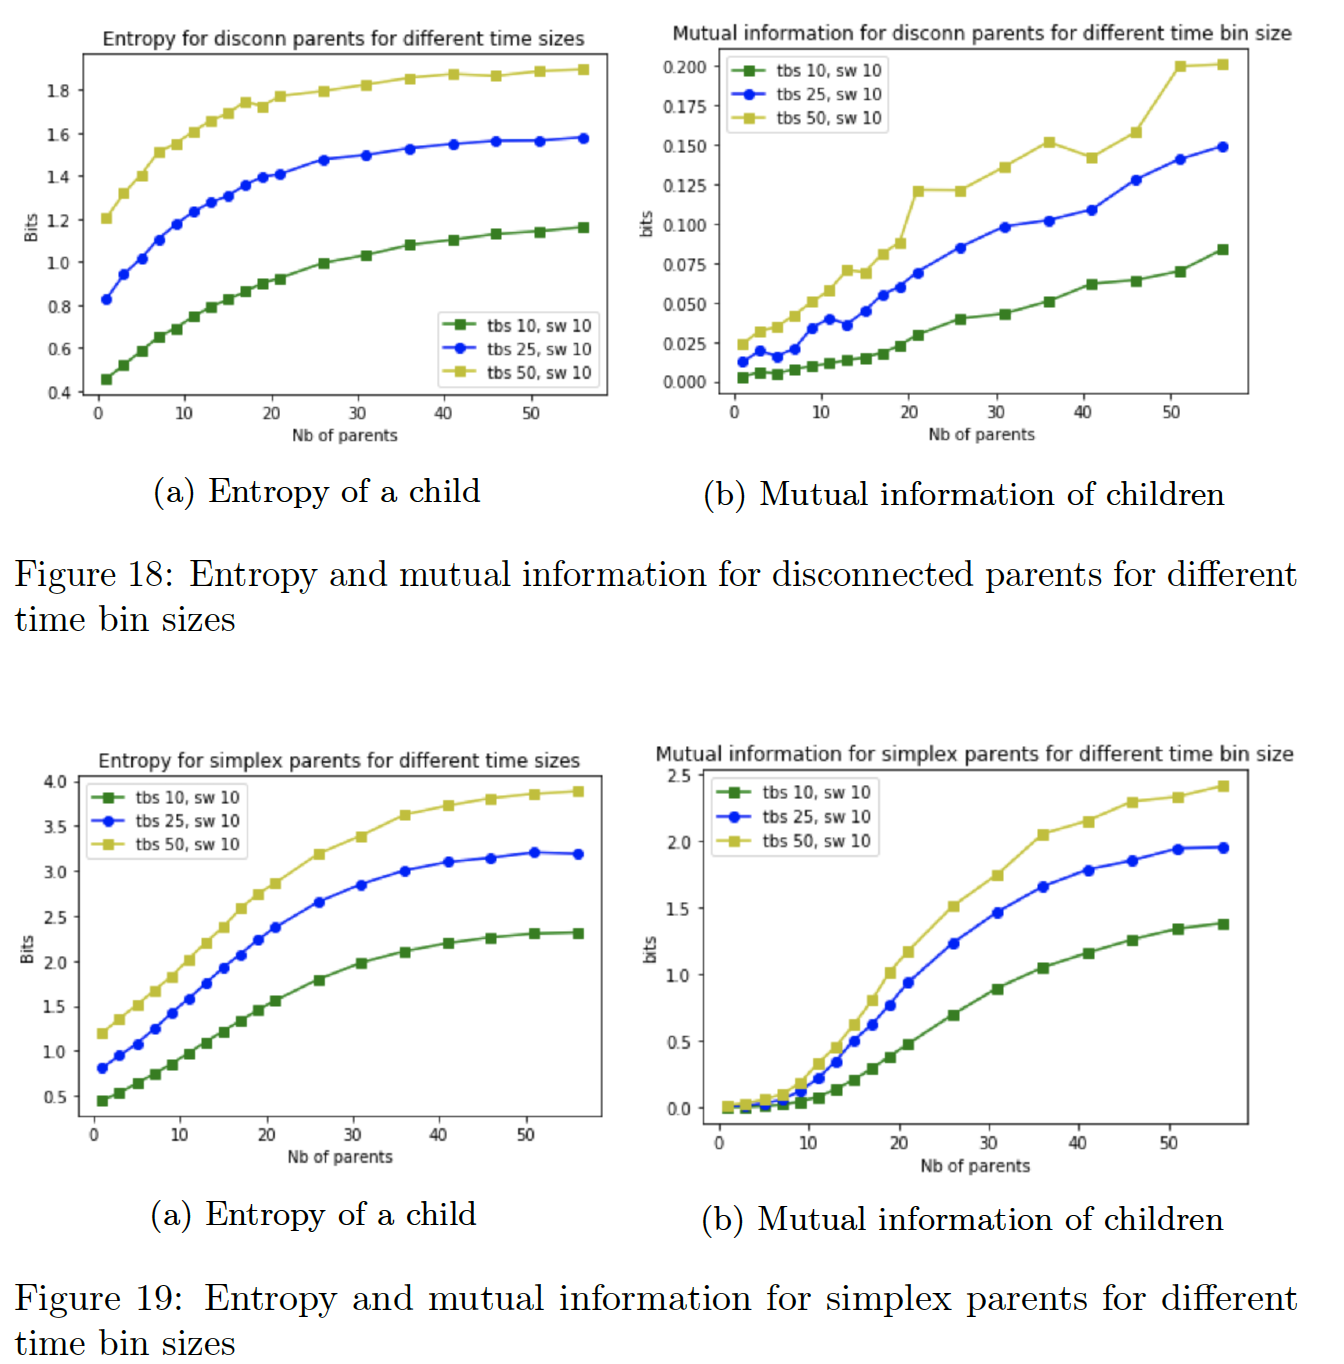 Entropy for disconn parents for different time sizes
Bits
1.8
1.6
1.4
1.2
1.0
0.8
0.6
0.4
tbs 10, sw 10
tbs 25, sw 10
tbs 50, sw 10
0 10 20 30 40 50
Nb of parents
(a) Entropy of a child
Mutual information for disconn parents for different time bin size
bits
0.200
0.175
0.150
0.125
0.100
0.075
0.050
0.025
0.000
tbs 10, sw 10
tbs 25, sw 10
tbs 50, sw 10
0 10 20 30 40 50
Nb of parents
(b) Mutual information of children
Figure 18: Entropy and mutual information for disconnected parents for different
time bin sizes
Entropy for simplex parents for different time sizes
Bits
4.0
3.5
3.0
2.5
2.0
1.5
1.0
0.5
tbs 10, sw 10
tbs 25, sw 10
tbs 50, sw 10
0 10 20 30 40 50
Nb of parents
(a) Entropy of a child
Mutual information for simplex parents for different time bin size
bits
2.5
2.0
1.5
1.0
0.5
0.0
tbs 10, sw 10
tbs 25, sw 10
tbs 50, sw 10
0 10 20 30 40 50
Nb of parents
(b) Mutual information of children
Figure 19: Entropy and mutual information for simplex parents for different
time bin sizes